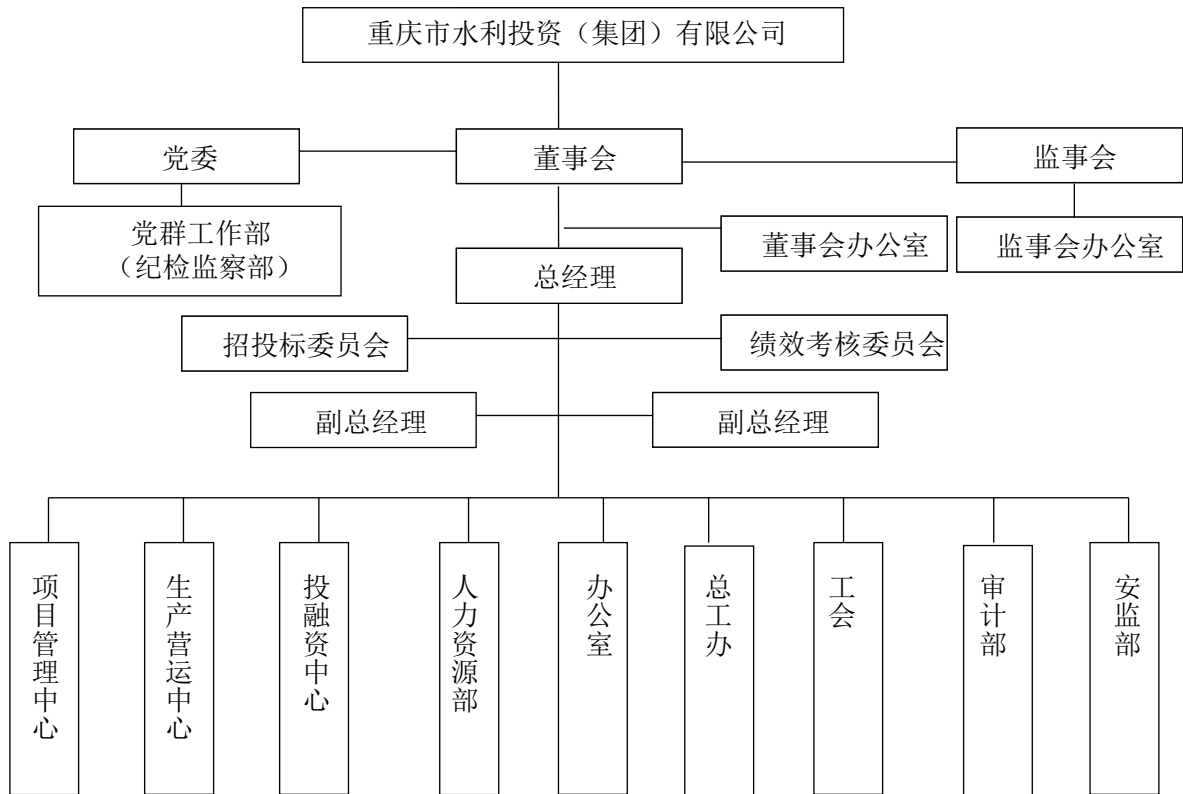 重庆市水利投资（集团）有限公司
党委
董事会
监事会
党群工作部
（纪检监察部）
董事会办公室
监事会办公室
总经理
招投标委员会
绩效考核委员会
副总经理
副总经理
项目管理中心
生产营运中心
投融资中心
人力资源部
办公室
总工办
工会
审计部
安监部